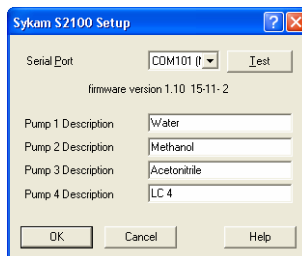 Sykam S2100 Setup
Serial Port COM101 (N Test
firmware version 1.10 15-11- 2
Pump 1 Description Water
Pump 2 Description Methanol
Pump 3 Description Acetonitrile
Pump 4 Description LC 4
OK Cancel Help